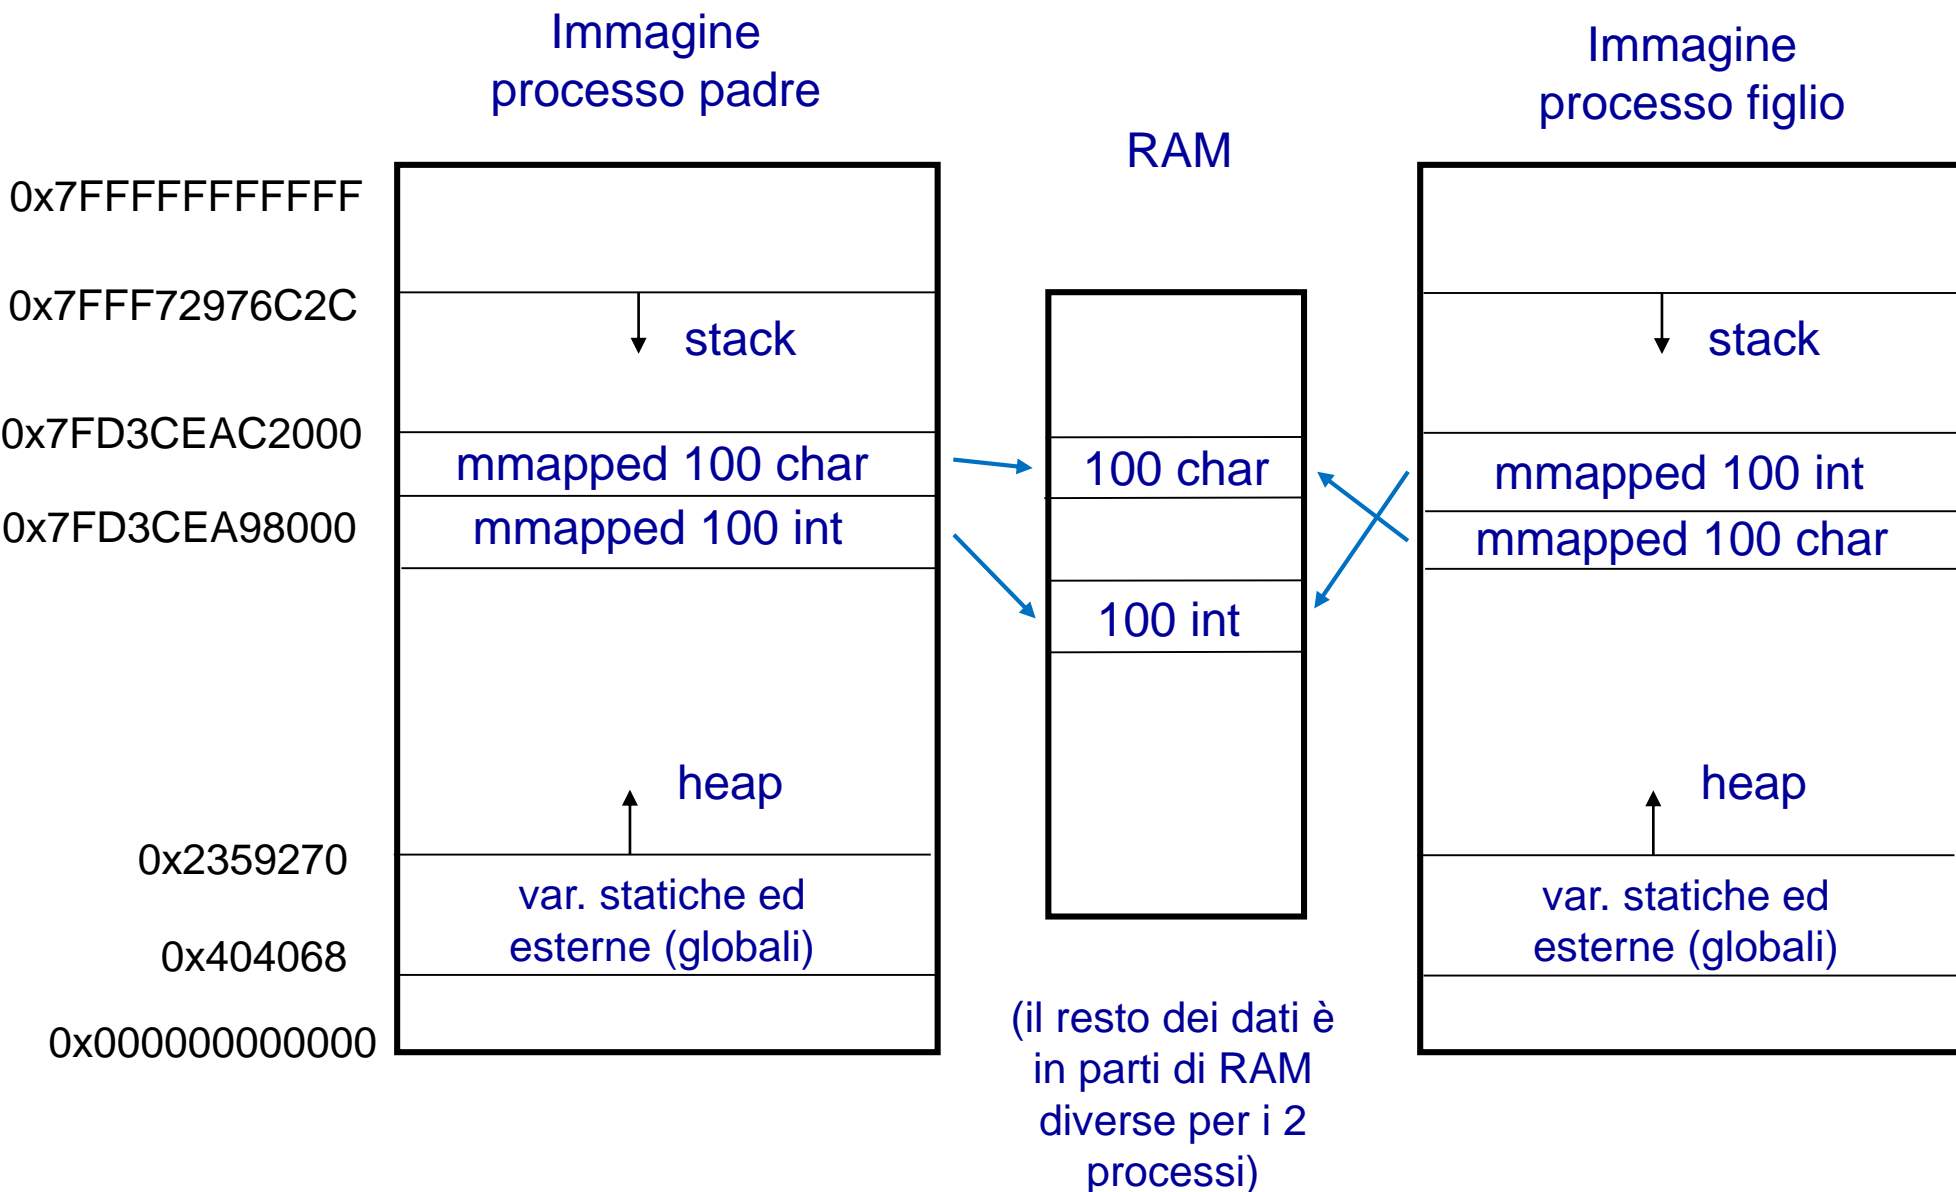 Immagine
processo padre
Immagine
processo figlio
RAM
0x7FFFFFFFFFFF
0x7FFF72976C2C
stack
stack
0x7FD3CEAC2000
mmapped 100 char
100 char
mmapped 100 int
0x7FD3CEA98000
mmapped 100 int
mmapped 100 char
100 int
heap
heap
0x2359270
var. statiche ed
esterne (globali)
var. statiche ed
esterne (globali)
0x404068
0x000000000000
(il resto dei dati è
in parti di RAM
diverse per i 2
processi)